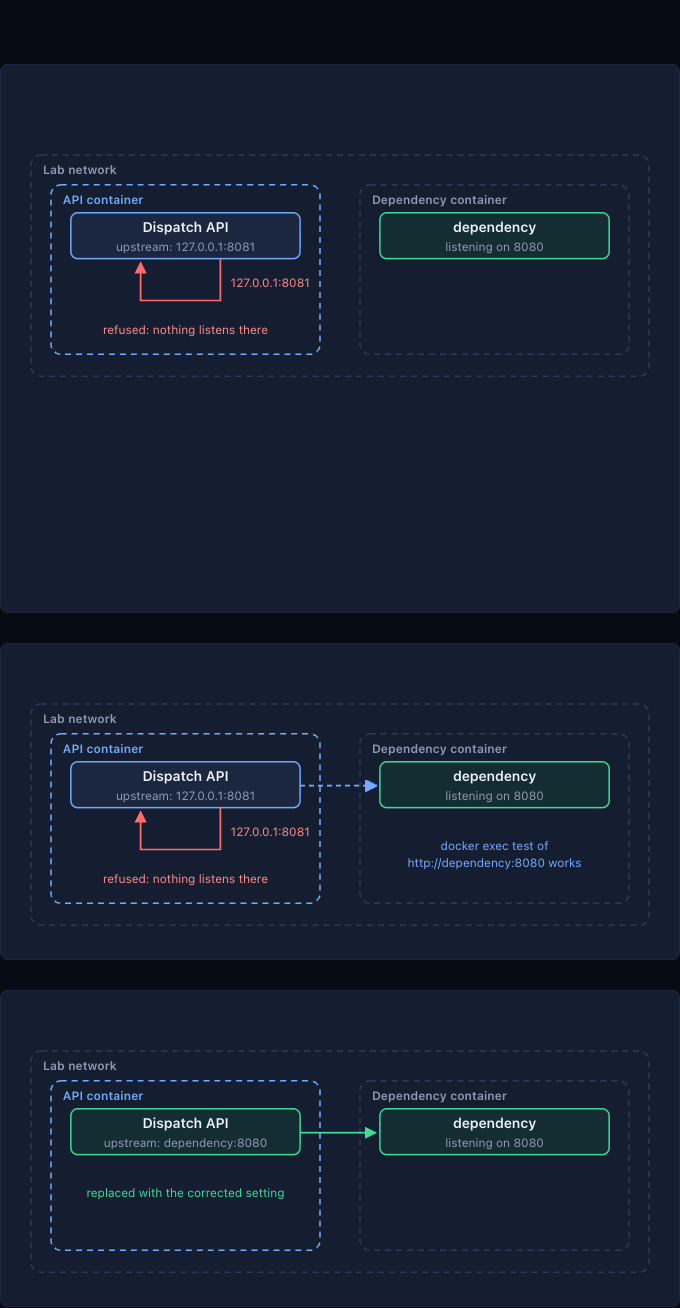 Lab network
API container
Dispatch API
upstream: 127.0.0.1:8081
127.0.0.1:8081
refused: nothing listens there
Dependency container
dependency
listening on 8080
Lab network
API container
Dispatch API
upstream: 127.0.0.1:8081
127.0.0.1:8081
refused: nothing listens there
Dependency container
dependency
listening on 8080
docker exec test of
http://dependency:8080 works
Lab network
API container
Dispatch API
upstream: dependency:8080
replaced with the corrected setting
Dependency container
dependency
listening on 8080